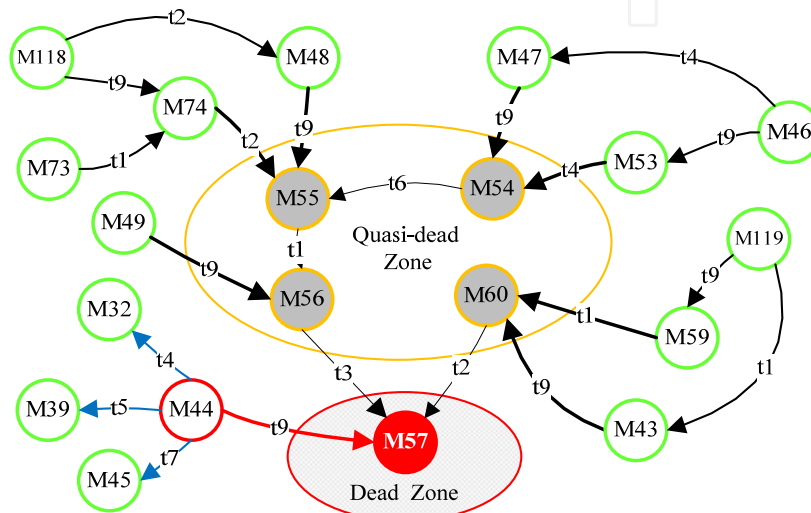 t2
M118
M48
M47
t4
t9
M74
t9
t9
M46
M73
t1
t2
M53
t9
t4
M55
t6
M54
M49
t1
Quasi-dead
Zone
M119
t9
M56
M60
t9
M32
t1
M59
t4
t3
t2
t9
t1
M39
t5
M44
t9
M57
M43
t7
M45
Dead Zone